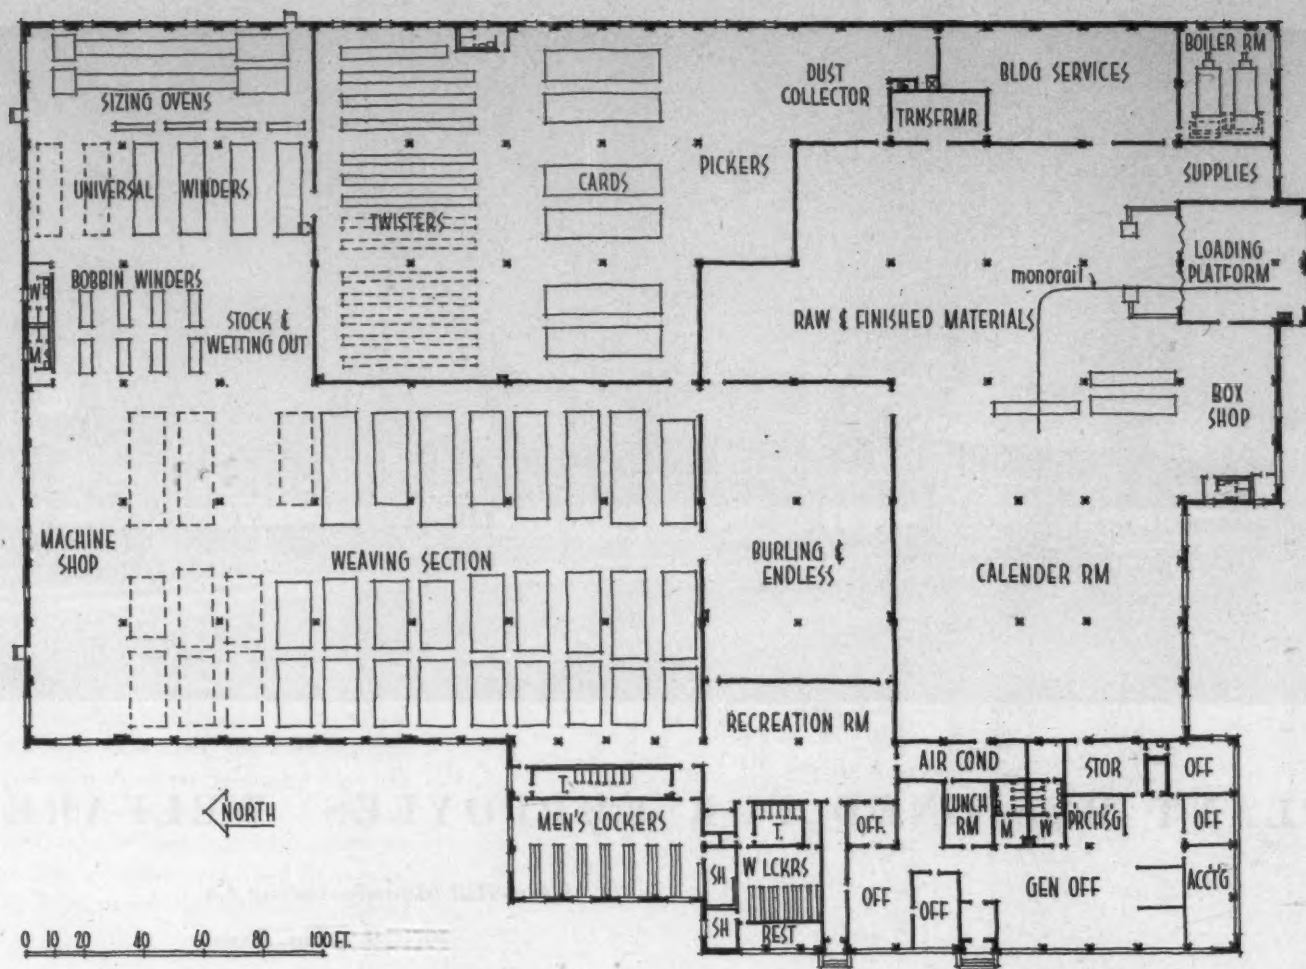 BOILER RM
SIZING OVENS
DUST
COLLECTOR
BLDG SERVICES
TRNSFRMR
UNIVERSAL WINDERS
CARDS
PICKERS
SUPPLIES
TWISTERS
LOADING
PLATFORM
BOBBIN WINDERS
monorail
W
M
STOCK &
WETTING OUT
RAW & FINISHED MATERIALS
BOX
SHOP
MACHINE
SHOP
WEAVING SECTION
BURLING &
ENDLESS
CALENDER RM
RECREATION RM
AIR COND
STOR
OFF
T.
NORTH
MEN'S LOCKERS
T.
OFF.
LUNCH
RM
M
W
PRCHSG
OFF
SH
W LCKRS
OFF
OFF
GEN OFF
ACCT'G
SH
REST
0 10 20 40 60 80 100 FT.